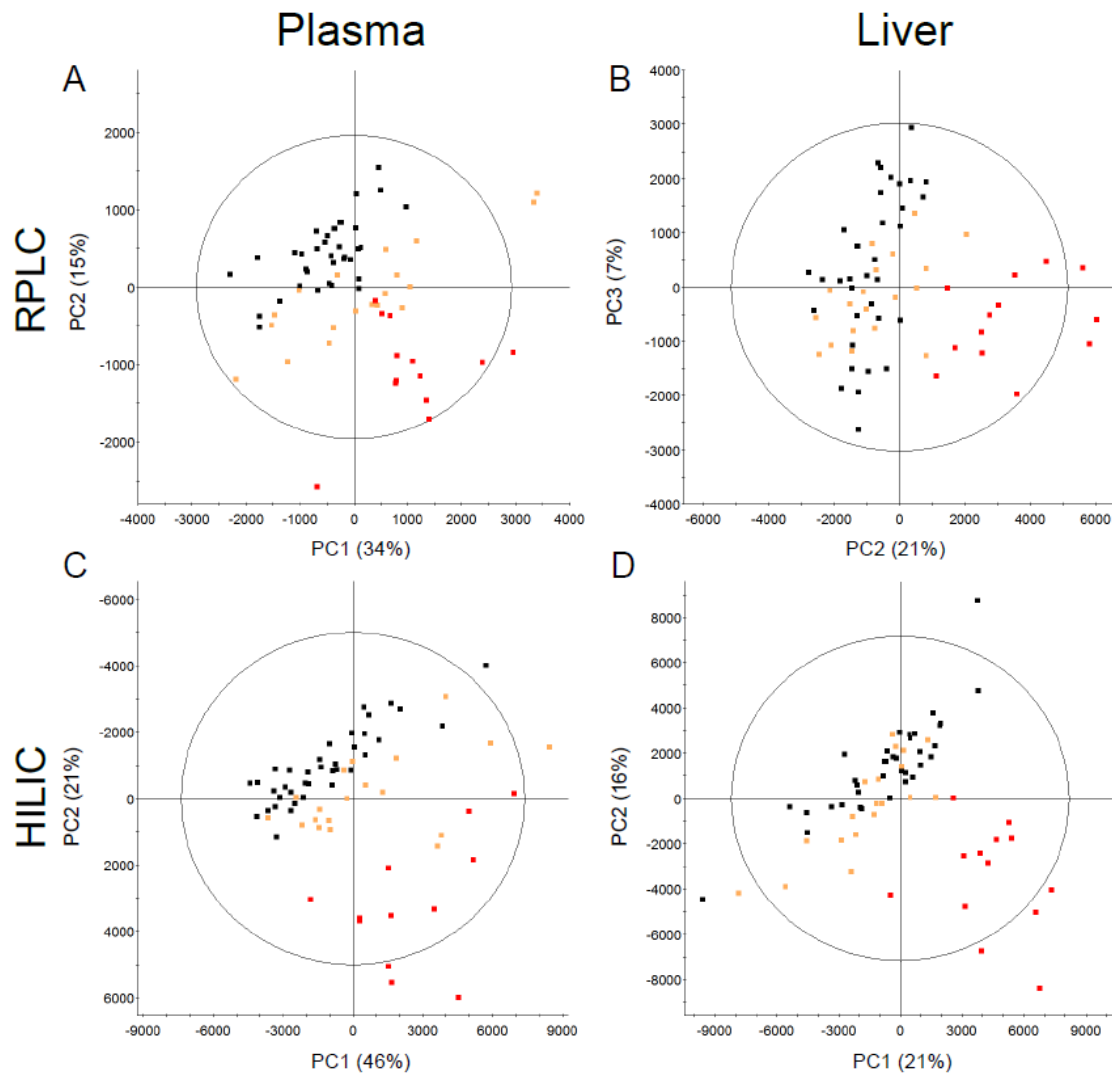 Plasma
Liver
A
B
RPLC
PC2 (15%)
2000
1000
0
-1000
-2000
-4000 -3000 -2000 -1000 0 1000 2000 3000 4000
PC1 (34%)
PC3 (7%)
4000
3000
2000
1000
0
-1000
-2000
-3000
-4000
-6000 -4000 -2000 0 2000 4000 6000
PC2 (21%)
C
D
HILIC
PC2 (21%)
-6000
-4000
-2000
0
2000
4000
6000
-9000 -6000 -3000 0 3000 6000 9000
PC1 (46%)
PC2 (16%)
8000
6000
4000
2000
0
-2000
-4000
-6000
-8000
-9000 -6000 -3000 0 3000 6000 9000
PC1 (21%)